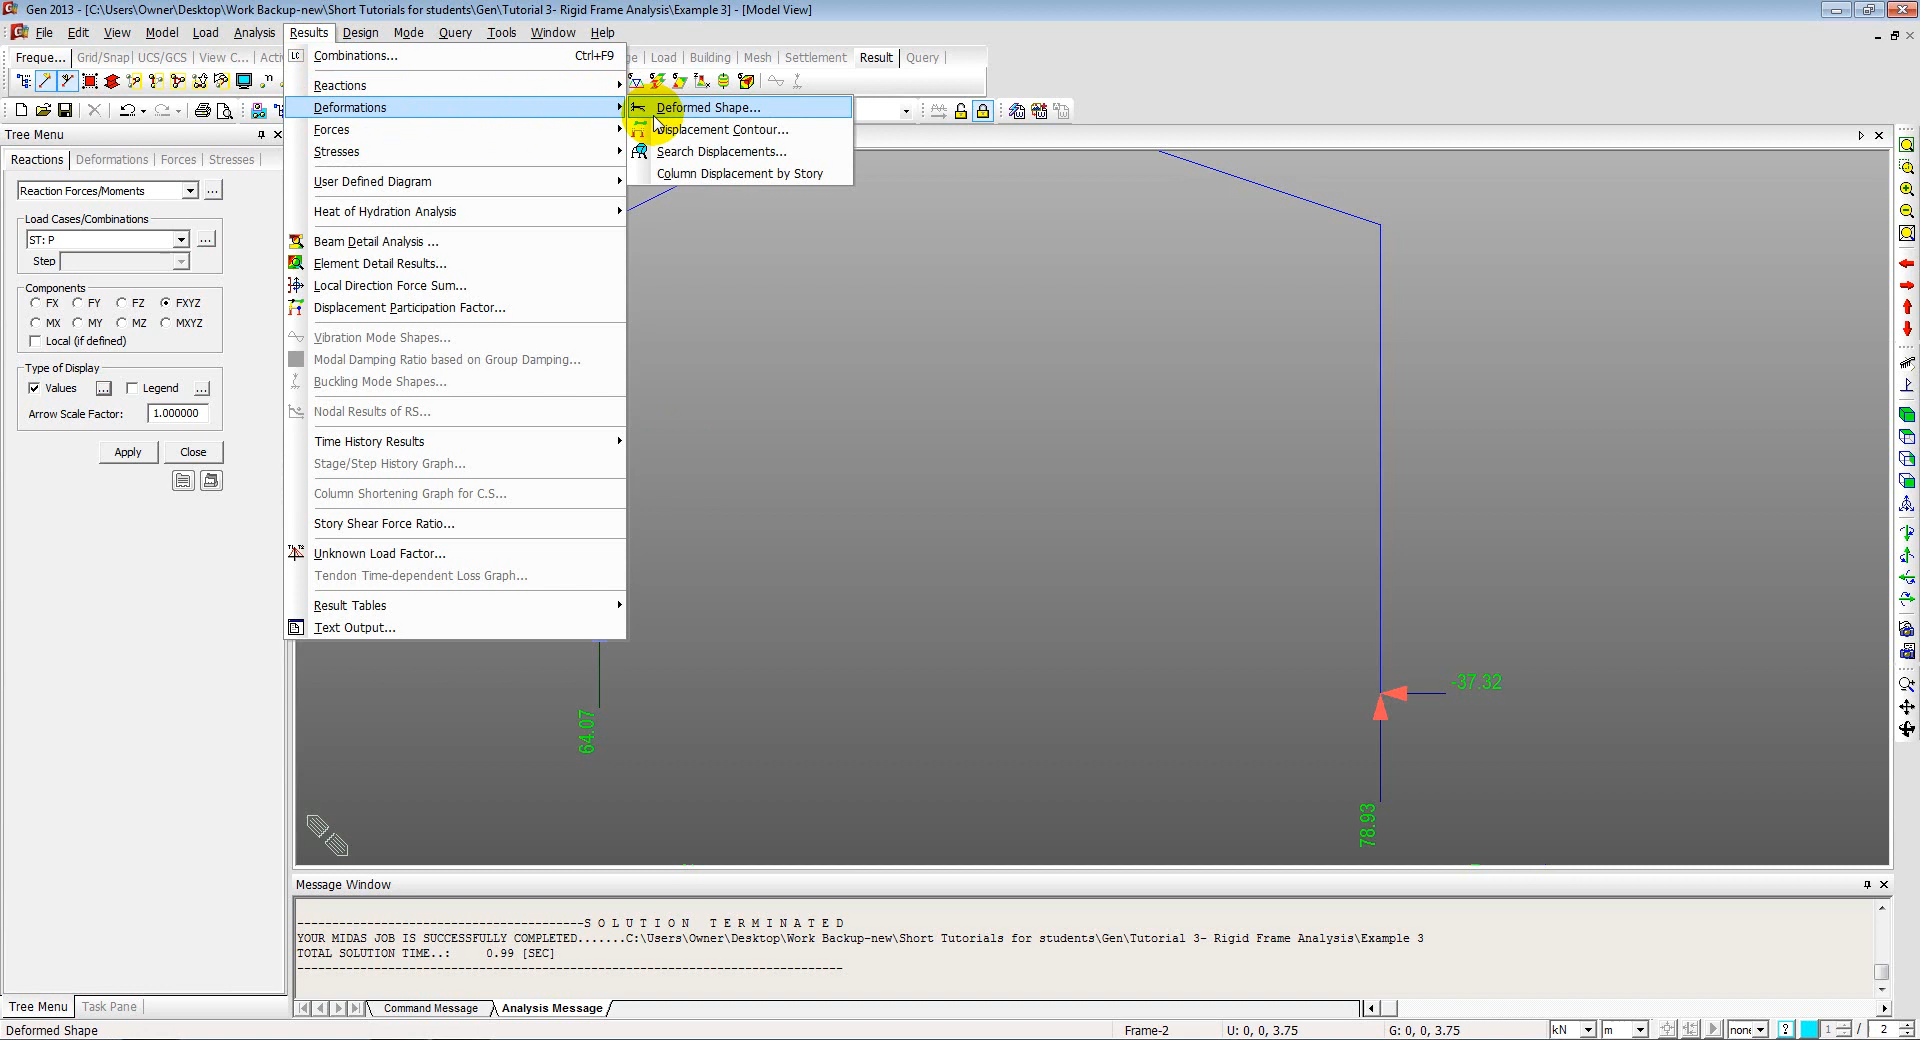 Gen 2013 - [C:\Users\Owner\Desktop\Work Backup-new\Short Tutorials for students\Gen\Tutorial 3- Rigid Frame Analysis\Example 3] - [Model View]
File Edit View Model Load Analysis Results Design Mode Query Tools Window Help
Freque... Grid/Snap UCS/GCS View C... Load Building Mesh Settlement Result Query
Tree Menu
Reactions Deformations Forces Stresses
Reaction Forces/Moments
Load Cases/Combinations
ST: P
Step
Components
FX FY FZ FXYZ
MX MY MZ MXYZ
Local (if defined)
Type of Display
Values Legend
Arrow Scale Factor: 1.000000
Apply Close
Combinations... Ctrl+F9
Reactions
Deformations
Forces
Stresses
User Defined Diagram
Heat of Hydration Analysis
Beam Detail Analysis ...
Element Detail Results...
Local Direction Force Sum...
Displacement Participation Factor...
Vibration Mode Shapes...
Modal Damping Ratio based on Group Damping...
Buckling Mode Shapes...
Nodal Results of RS...
Time History Results
Stage/Step History Graph...
Column Shortening Graph for C.S...
Story Shear Force Ratio...
Unknown Load Factor...
Tendon Time-dependent Loss Graph...
Result Tables
Text Output...
Deformed Shape...
Displacement Contour...
Search Displacements...
Column Displacement by Story
64.07
-37.32
78.93
Message Window
SOLUTION TERMINATED
YOUR MIDAS JOB IS SUCCESSFULLY COMPLETED.......C:\Users\Owner\Desktop\Work Backup-new\Short Tutorials for students\Gen\Tutorial 3- Rigid Frame Analysis\Example 3
TOTAL SOLUTION TIME..: 0.99 [SEC]
Command Message Analysis Message
Tree Menu Task Pane
Deformed Shape Frame-2 U: 0, 0, 3.75 G: 0, 0, 3.75 kN m none 1 / 2